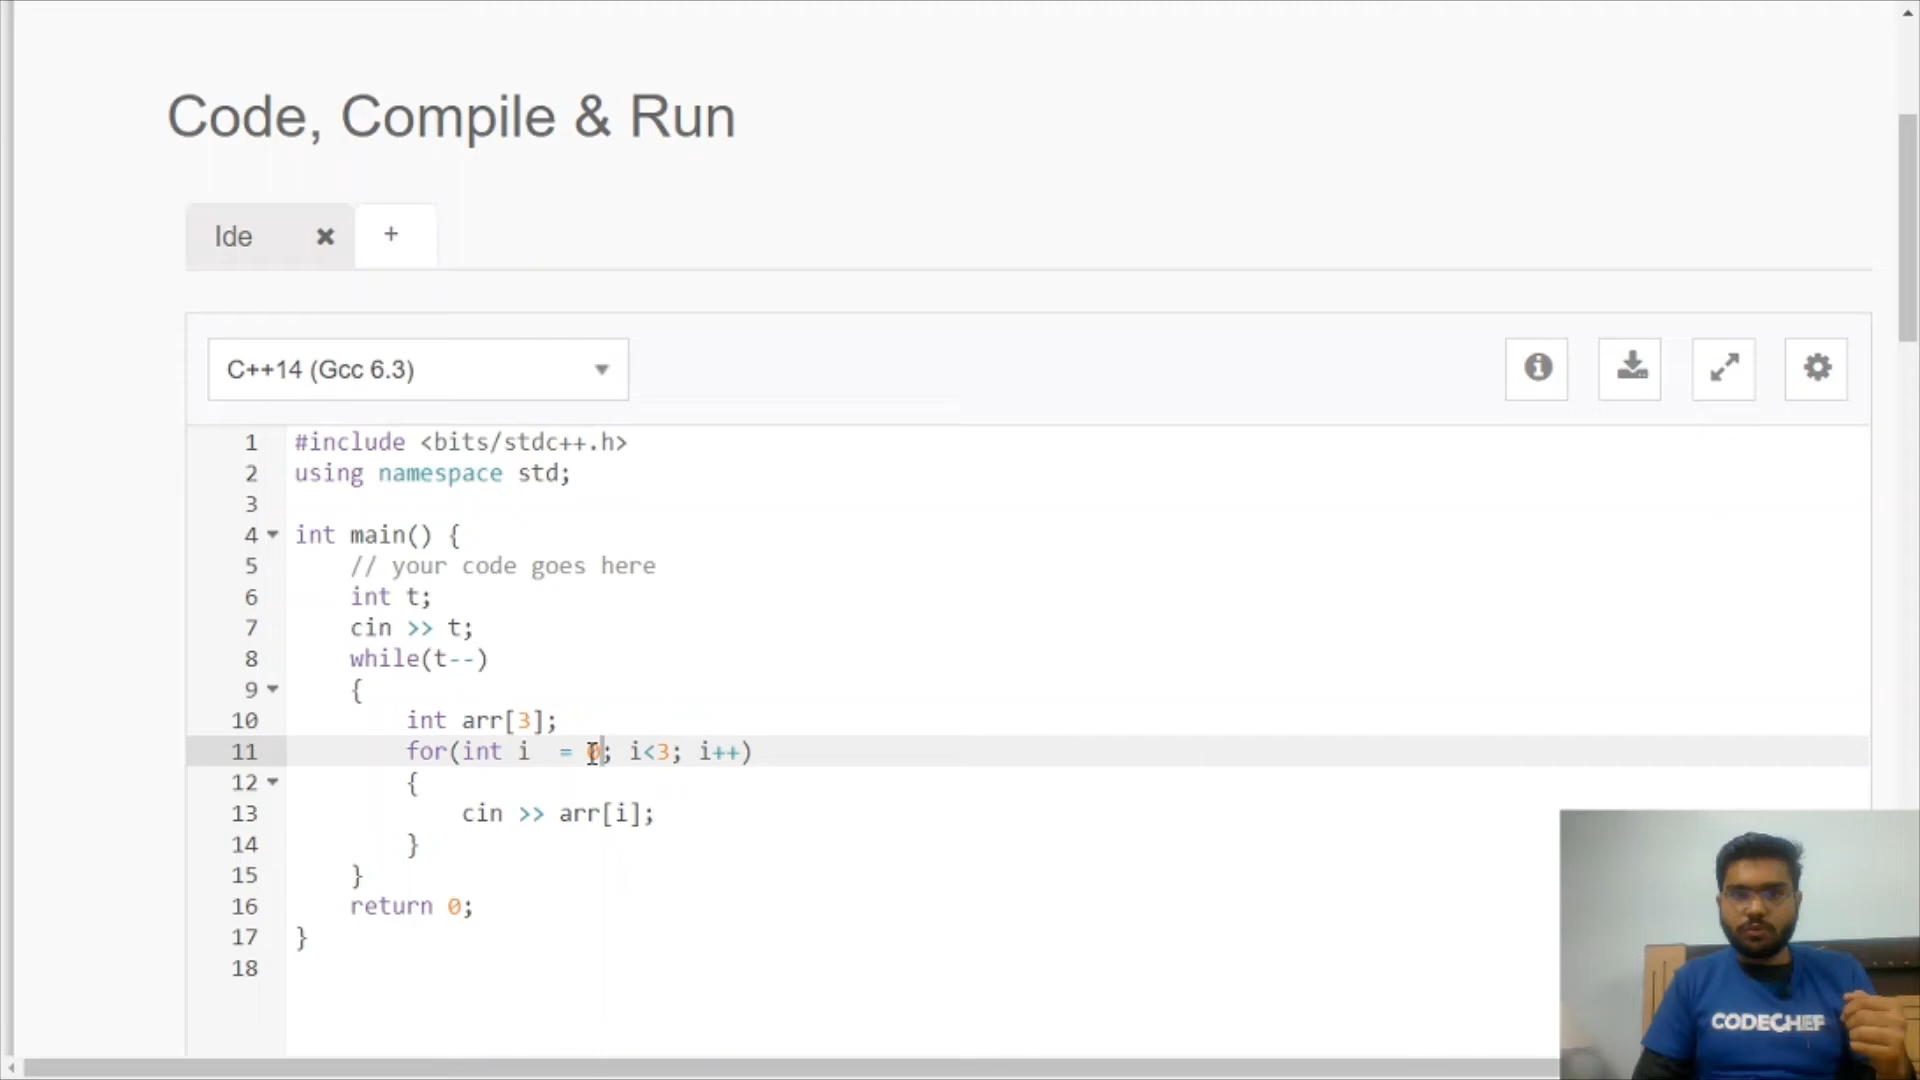 Code, Compile & Run
Ide ✖ +
C++14 (Gcc 6.3)
1 #include <bits/stdc++.h>
2 using namespace std;
3
4 int main() {
5 // your code goes here
6 int t;
7 cin >> t;
8 while(t--)
9 {
10 int arr[3];
11 for(int i  = 0; i<3; i++)
12 {
13 cin >> arr[i];
14 }
15 }
16 return 0;
17 }
18
CODECHEF